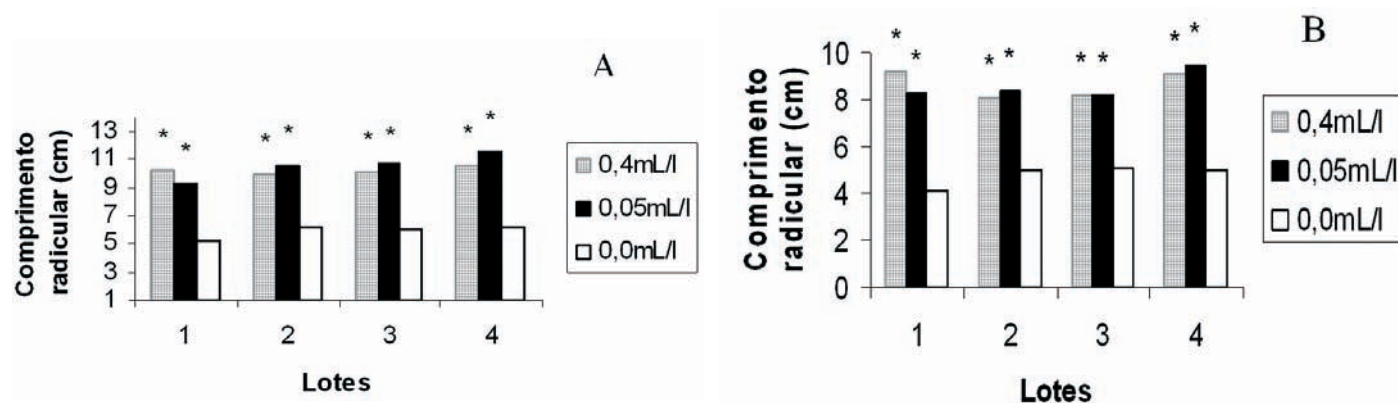 A
Comprimento
radicular (cm)
13
11
9
7
5
3
1
* * * * * * * *
1 2 3 4
Lotes
0,4mL/l
0,05mL/l
0,0mL/l
B
Comprimento
radicular (cm)
10
8
6
4
2
0
* * * * * * * *
1 2 3 4
Lotes
0,4mL/l
0,05mL/l
0,0mL/l